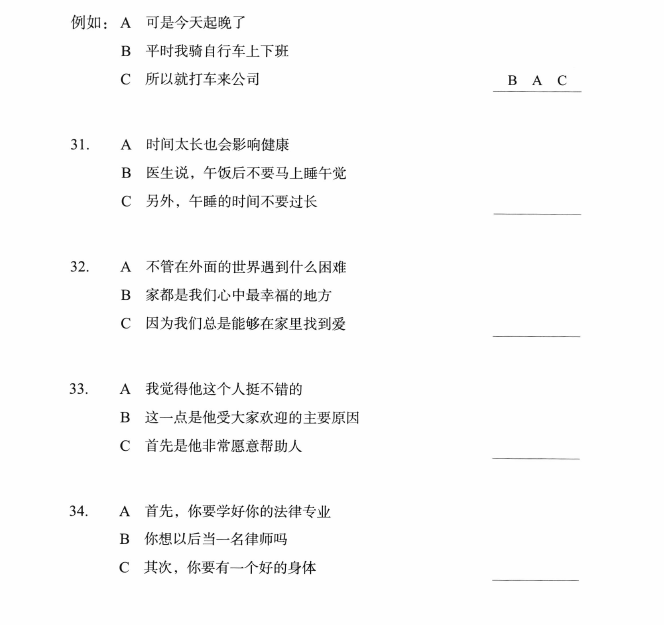 例如： A 可是今天起晚了
B 平时我骑自行车上下班
C 所以就打车来公司 B A C
31. A 时间太长也会影响健康
B 医生说，午饭后不要马上睡午觉
C 另外，午睡的时间不要过长
32. A 不管在外面的世界遇到什么困难
B 家都是我们心中最幸福的地方
C 因为我们总是能够在家里找到爱
33. A 我觉得他这个人挺不错的
B 这一点是他受大家欢迎的主要原因
C 首先是他非常愿意帮助人
34. A 首先，你要学好你的法律专业
B 你想以后当一名律师吗
C 其次，你要有一个好的身体